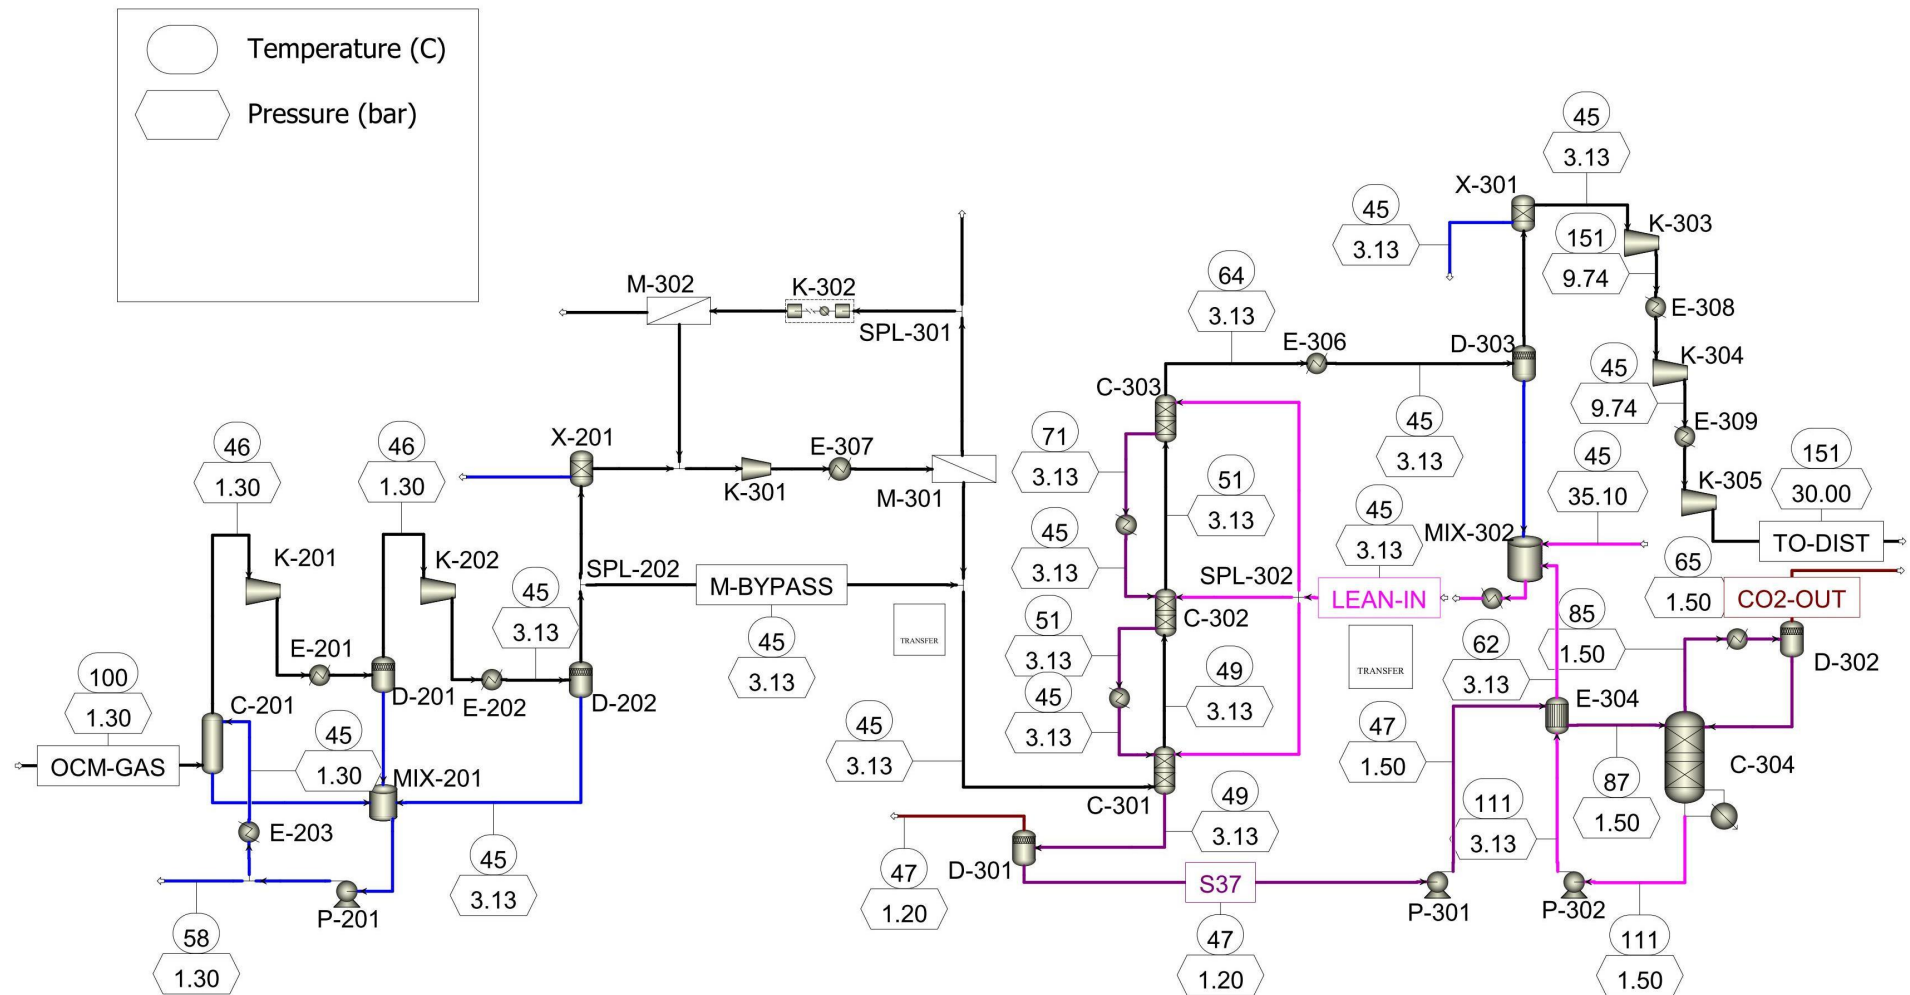 Temperature (C)
Pressure (bar)
45
3.13
X-301
45
3.13
K-303
151
9.74
E-308
64
3.13
M-302
K-302
SPL-301
E-306
D-303
K-304
45
9.74
C-303
45
3.13
E-309
46
1.30
46
1.30
X-201
E-307
K-301
M-301
71
3.13
51
3.13
45
35.10
K-305
151
30.00
TO-DIST
K-201
K-202
45
3.13
SPL-202
M-BYPASS
45
3.13
45
3.13
45
3.13
MIX-302
SPL-302
LEAN-IN
65
1.50
CO2-OUT
TRANSFER
C-302
51
3.13
TRANSFER
85
1.50
D-302
E-201
D-201
E-202
D-202
62
3.13
E-304
49
3.13
45
3.13
100
1.30
C-201
OCM-GAS
45
1.30
MIX-201
45
3.13
47
1.50
C-304
87
1.50
C-301
111
3.13
49
3.13
E-203
D-301
47
1.20
45
3.13
S37
P-201
P-301
P-302
58
1.30
47
1.20
111
1.50